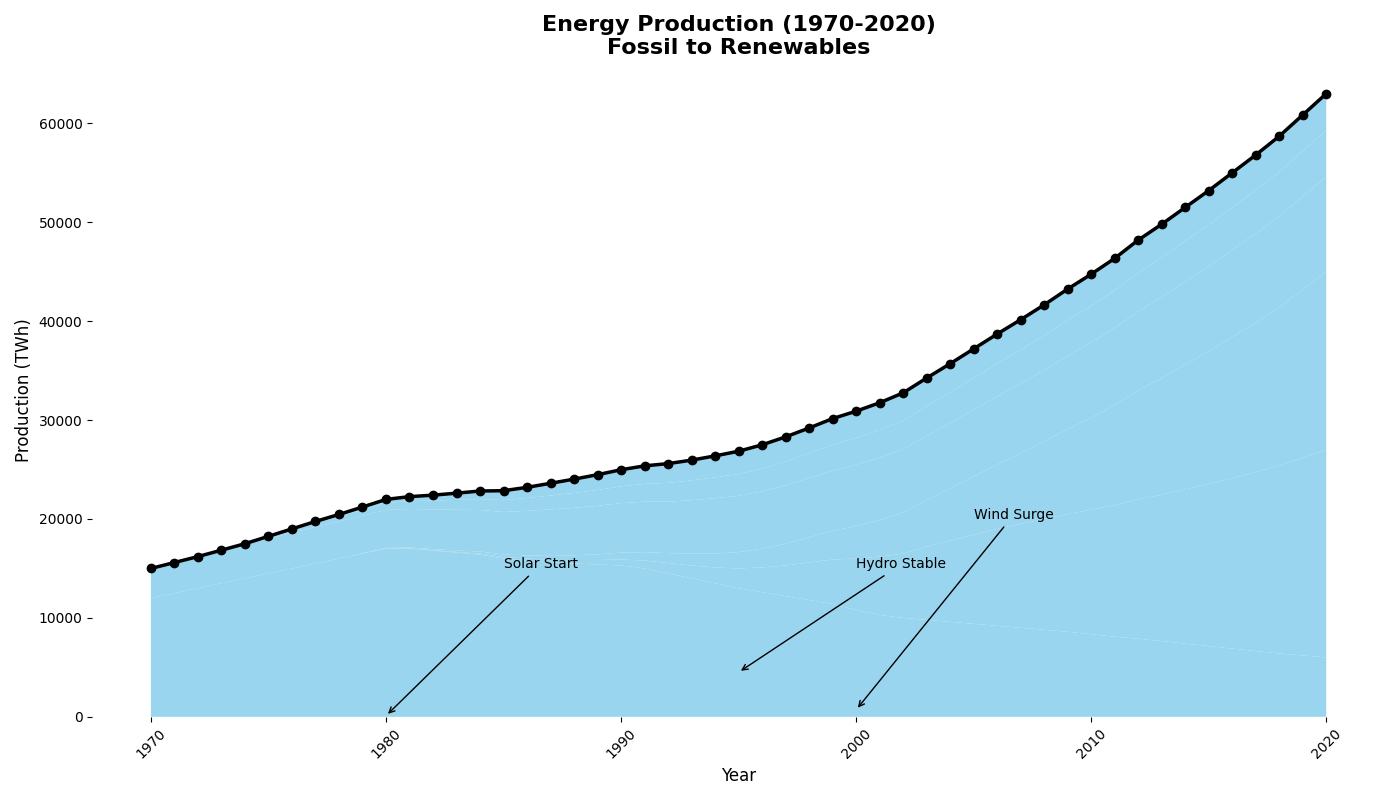 Energy Production (1970-2020)
Fossil to Renewables
Production (TWh)
60000
50000
40000
30000
20000
10000
0
Wind Surge
Solar Start
Hydro Stable
1970
1980
1990
2000
2010
2020
Year